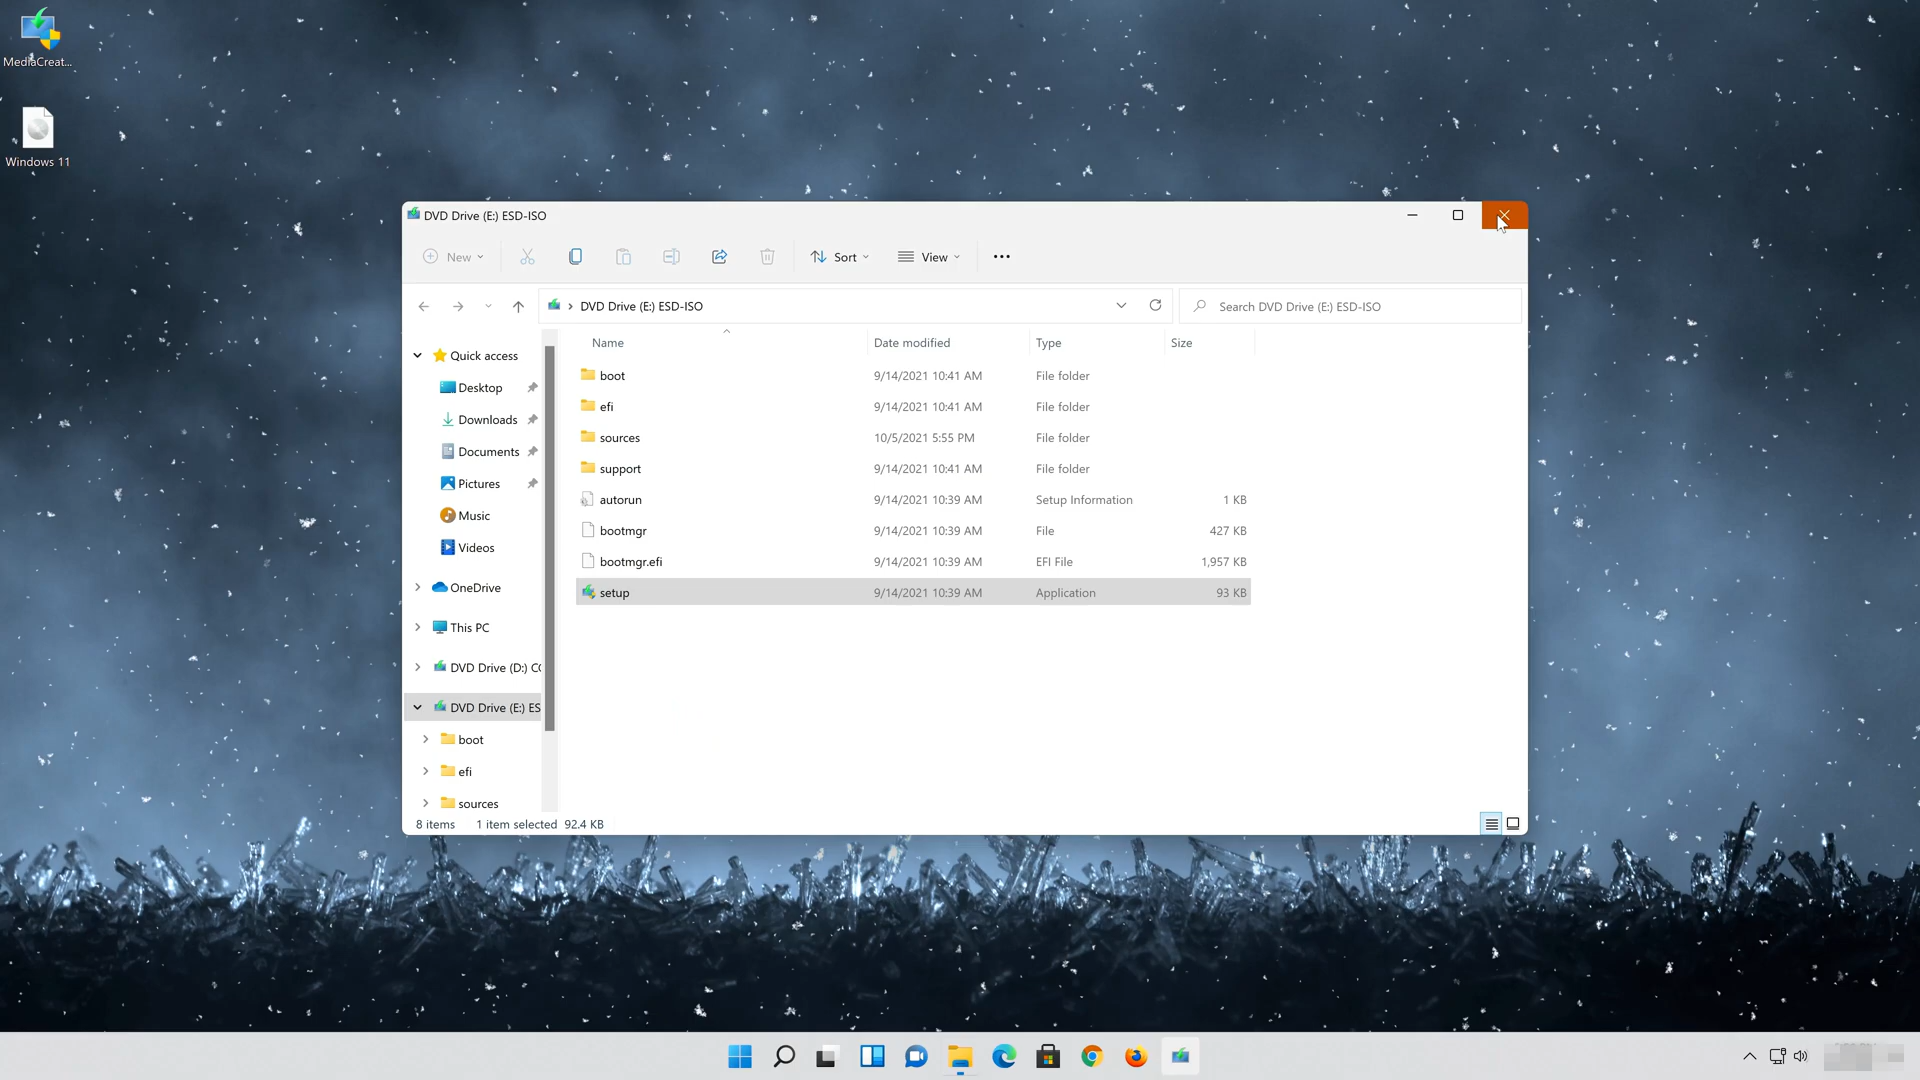 MediaCreat...
Windows 11
DVD Drive (E:) ESD-ISO
New
Sort
View
DVD Drive (E:) ESD-ISO
Search DVD Drive (E:) ESD-ISO
Name Date modified Type Size
Quick access
Desktop
Downloads
Documents
Pictures
Music
Videos
OneDrive
This PC
DVD Drive (D:) CC
DVD Drive (E:) ES
boot
efi
sources
boot 9/14/2021 10:41 AM File folder
efi 9/14/2021 10:41 AM File folder
sources 10/5/2021 5:55 PM File folder
support 9/14/2021 10:41 AM File folder
autorun 9/14/2021 10:39 AM Setup Information 1 KB
bootmgr 9/14/2021 10:39 AM File 427 KB
bootmgr.efi 9/14/2021 10:39 AM EFI File 1,957 KB
setup 9/14/2021 10:39 AM Application 93 KB
8 items 1 item selected 92.4 KB